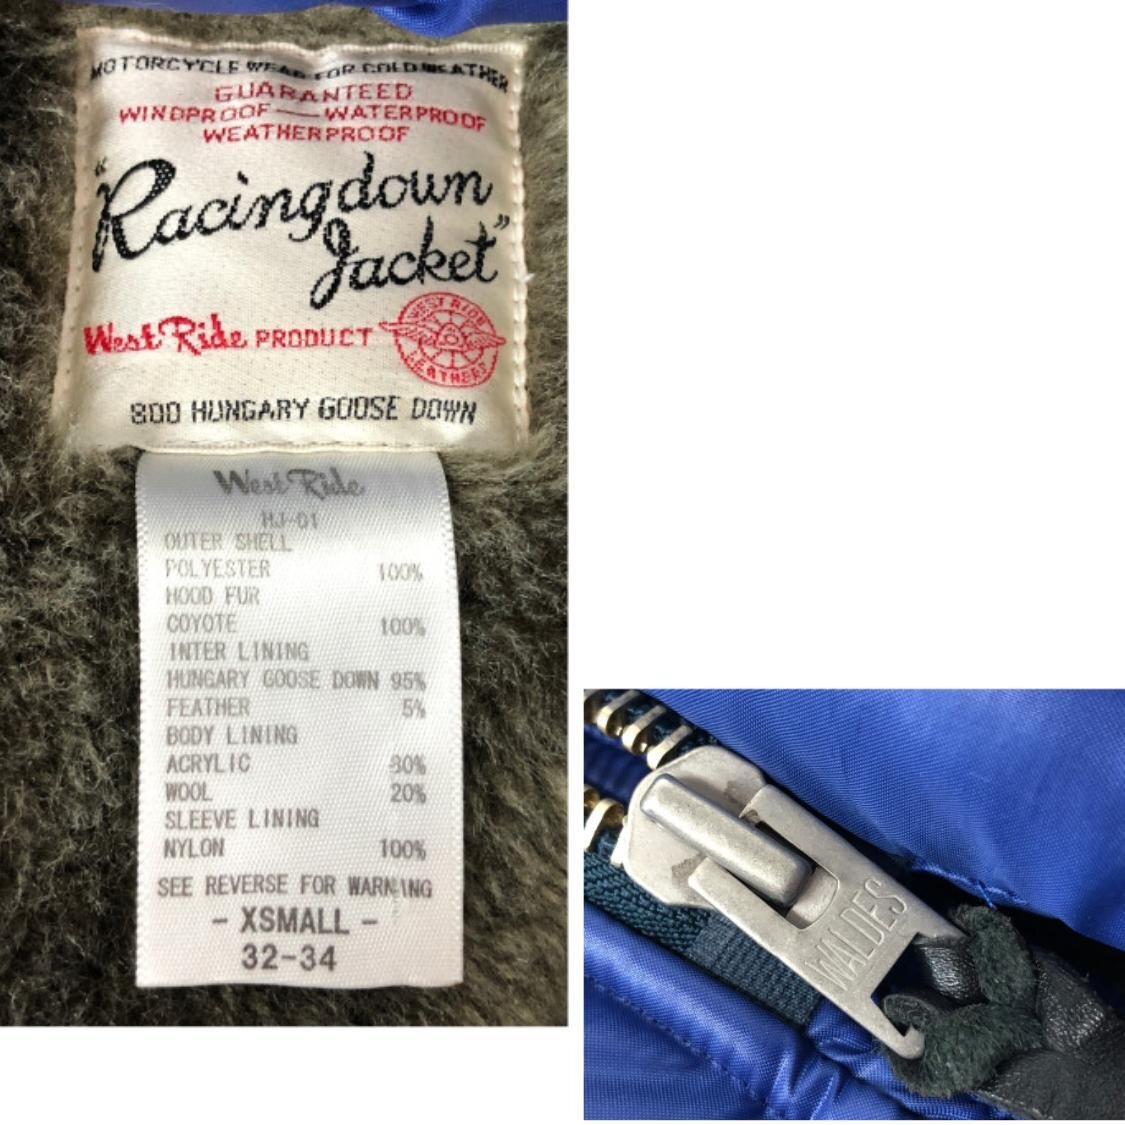 MOTORCYCLE WEAR FOR COLD WEATHER
GUARANTEED
WINDPROOF — WATERPROOF
WEATHERPROOF
"Racingdown
Jacket"
West Ride PRODUCT
WEST RIDE
LEATHERS
800 HUNGARY GOOSE DOWN
West Ride
HJ-01
OUTER SHELL
POLYESTER 100%
HOOD FUR
COYOTE 100%
INTER LINING
HUNGARY GOOSE DOWN 95%
FEATHER 5%
BODY LINING
ACRYLIC 80%
WOOL 20%
SLEEVE LINING
NYLON 100%
SEE REVERSE FOR WARNING
- XSMALL -
32-34
WALDES